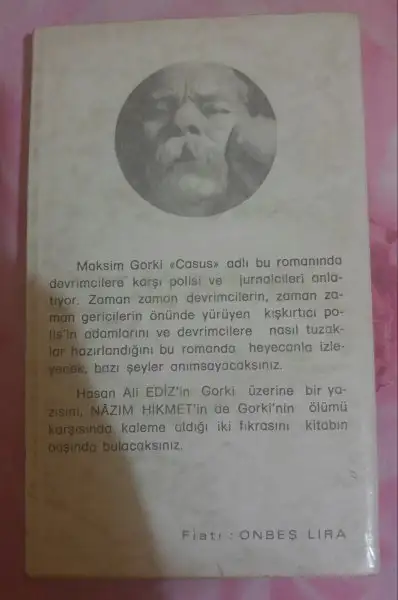 Maksim Gorki «Casus» adlı bu romanında
devrimcilere karşı polisi ve jurnalcileri anla-
tıyor. Zaman zaman devrimcilerin, zaman za-
man gericilerin önünde yürüyen kışkırtıcı po-
lis'in adamlarını ve devrimcilere nasıl tuzak-
lar hazırlandığını bu romanda heyecanla izle-
yecek, bazı şeyler anımsayacaksınız.
Hasan Ali EDİZ'in Gorki üzerine bir ya-
zısını, NÂZIM HİKMET'in de Gorki'nin ölümü
karşısında kaleme aldığı iki fıkrasını kitabın
başında bulacaksınız.
Fiatı : ONBEŞ LİRA